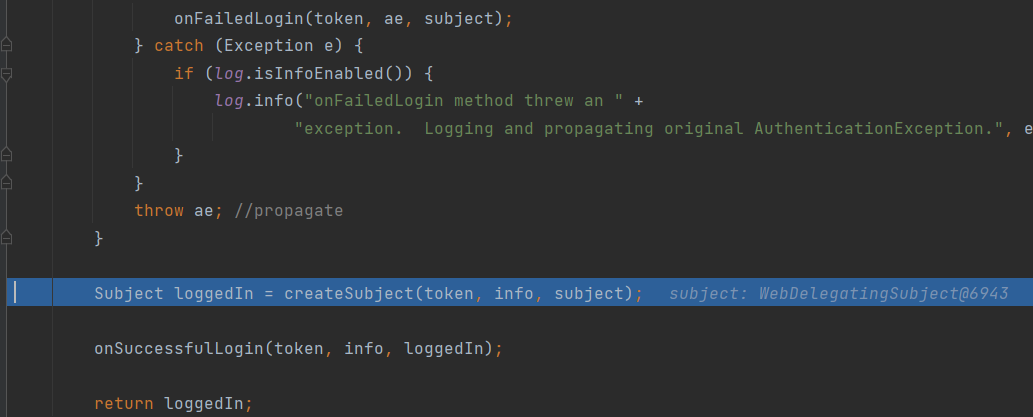 onFailedLogin(token, ae, subject);
} catch (Exception e) {
if (log.isInfoEnabled()) {
log.info("onFailedLogin method threw an " +
"exception.  Logging and propagating original AuthenticationException.", e
}
}
throw ae; //propagate
}
Subject loggedIn = createSubject(token, info, subject);   subject: WebDelegatingSubject@6943
onSuccessfulLogin(token, info, loggedIn);
return loggedIn;